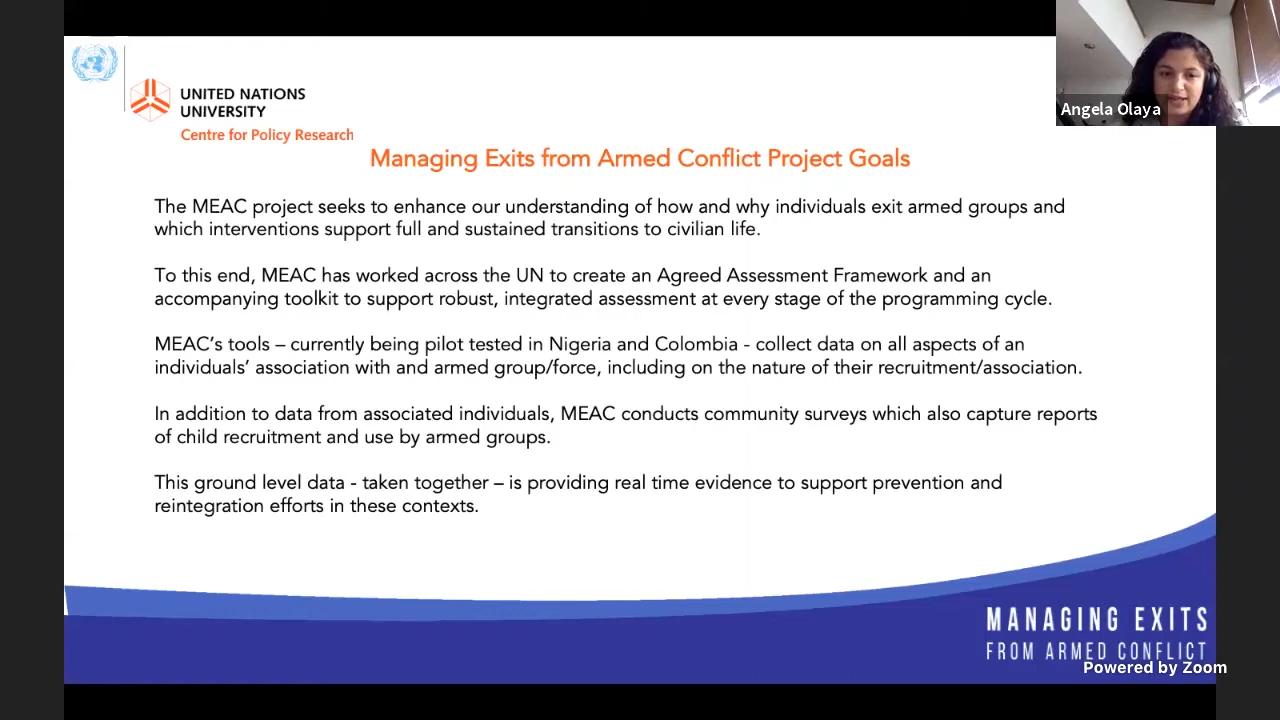 UNITED NATIONS
UNIVERSITY
Centre for Policy Research
Angela Olaya
Managing Exits from Armed Conflict Project Goals
The MEAC project seeks to enhance our understanding of how and why individuals exit armed groups and
which interventions support full and sustained transitions to civilian life.
To this end, MEAC has worked across the UN to create an Agreed Assessment Framework and an
accompanying toolkit to support robust, integrated assessment at every stage of the programming cycle.
MEAC’s tools – currently being pilot tested in Nigeria and Colombia - collect data on all aspects of an
individuals’ association with and armed group/force, including on the nature of their recruitment/association.
In addition to data from associated individuals, MEAC conducts community surveys which also capture reports
of child recruitment and use by armed groups.
This ground level data - taken together – is providing real time evidence to support prevention and
reintegration efforts in these contexts.
MANAGING EXITS
FROM ARMED CONFLICT
Powered by Zoom